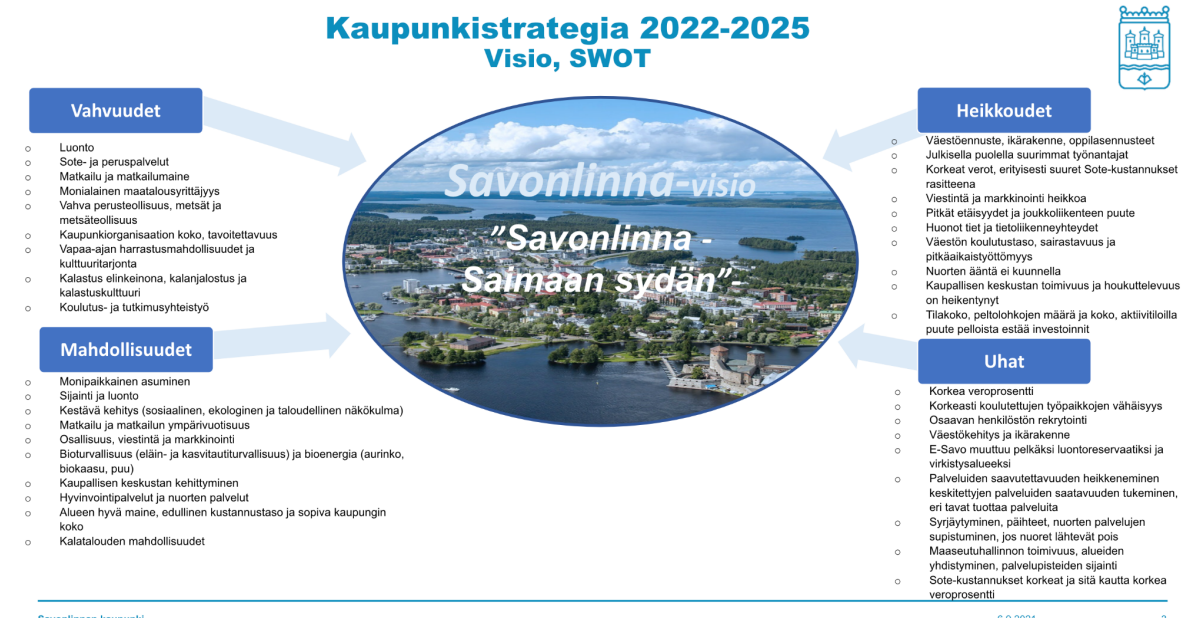 Kaupunkistrategia 2022-2025
Visio, SWOT
Vahvuudet
o Luonto
o Sote- ja peruspalvelut
o Matkailu ja matkailumaine
o Monialainen maatalousyrittäjyys
o Vahva perusteollisuus, metsät ja
metsäteollisuus
o Kaupunkiorganisaation koko, tavoitettavuus
o Vapaa-ajan harrastusmahdollisuudet ja
kulttuuritarjonta
o Kalastus elinkeinona, kalanjalostus ja
kalastuskulttuuri
o Koulutus- ja tutkimusyhteistyö
Mahdollisuudet
o Monipaikkainen asuminen
o Sijainti ja luonto
o Kestävä kehitys (sosiaalinen, ekologinen ja taloudellinen näkökulma)
o Matkailu ja matkailun ympärivuotisuus
o Osallisuus, viestintä ja markkinointi
o Bioturvallisuus (eläin- ja kasvitautiturvallisuus) ja bioenergia (aurinko,
biokaasu, puu)
o Kaupallisen keskustan kehittyminen
o Hyvinvointipalvelut ja nuorten palvelut
o Alueen hyvä maine, edullinen kustannustaso ja sopiva kaupungin
koko
o Kalatalouden mahdollisuudet
Savonlinna-visio
"Savonlinna -
Saimaan sydän"-
Heikkoudet
o Väestöennuste, ikärakenne, oppilasennusteet
o Julkisella puolella suurimmat työnantajat
o Korkeat verot, erityisesti suuret Sote-kustannukset
rasitteena
o Viestintä ja markkinointi heikkoa
o Pitkät etäisyydet ja joukkoliikenteen puute
o Huonot tiet ja tietoliikenneyhteydet
o Väestön koulutustaso, sairastavuus ja
pitkäaikaistyöttömyys
o Nuorten ääntä ei kuunnella
o Kaupallisen keskustan toimivuus ja houkuttelevuus
on heikentynyt
o Tilakoko, peltolohkojen määrä ja koko, aktiivitiloilla
puute pelloista estää investoinnit
Uhat
o Korkea veroprosentti
o Korkeasti koulutettujen työpaikkojen vähäisyys
o Osaavan henkilöstön rekrytointi
o Väestökehitys ja ikärakenne
o E-Savo muuttuu pelkäksi luontoreservaatiksi ja
virkistysalueeksi
o Palveluiden saavutettavuuden heikkeneminen
keskitettyjen palveluiden saatavuuden tukeminen,
eri tavat tuottaa palveluita
o Syrjäytyminen, päihteet, nuorten palvelujen
supistuminen, jos nuoret lähtevät pois
o Maaseutuhallinnon toimivuus, alueiden
yhdistyminen, palvelupisteiden sijainti
o Sote-kustannukset korkeat ja sitä kautta korkea
veroprosentti